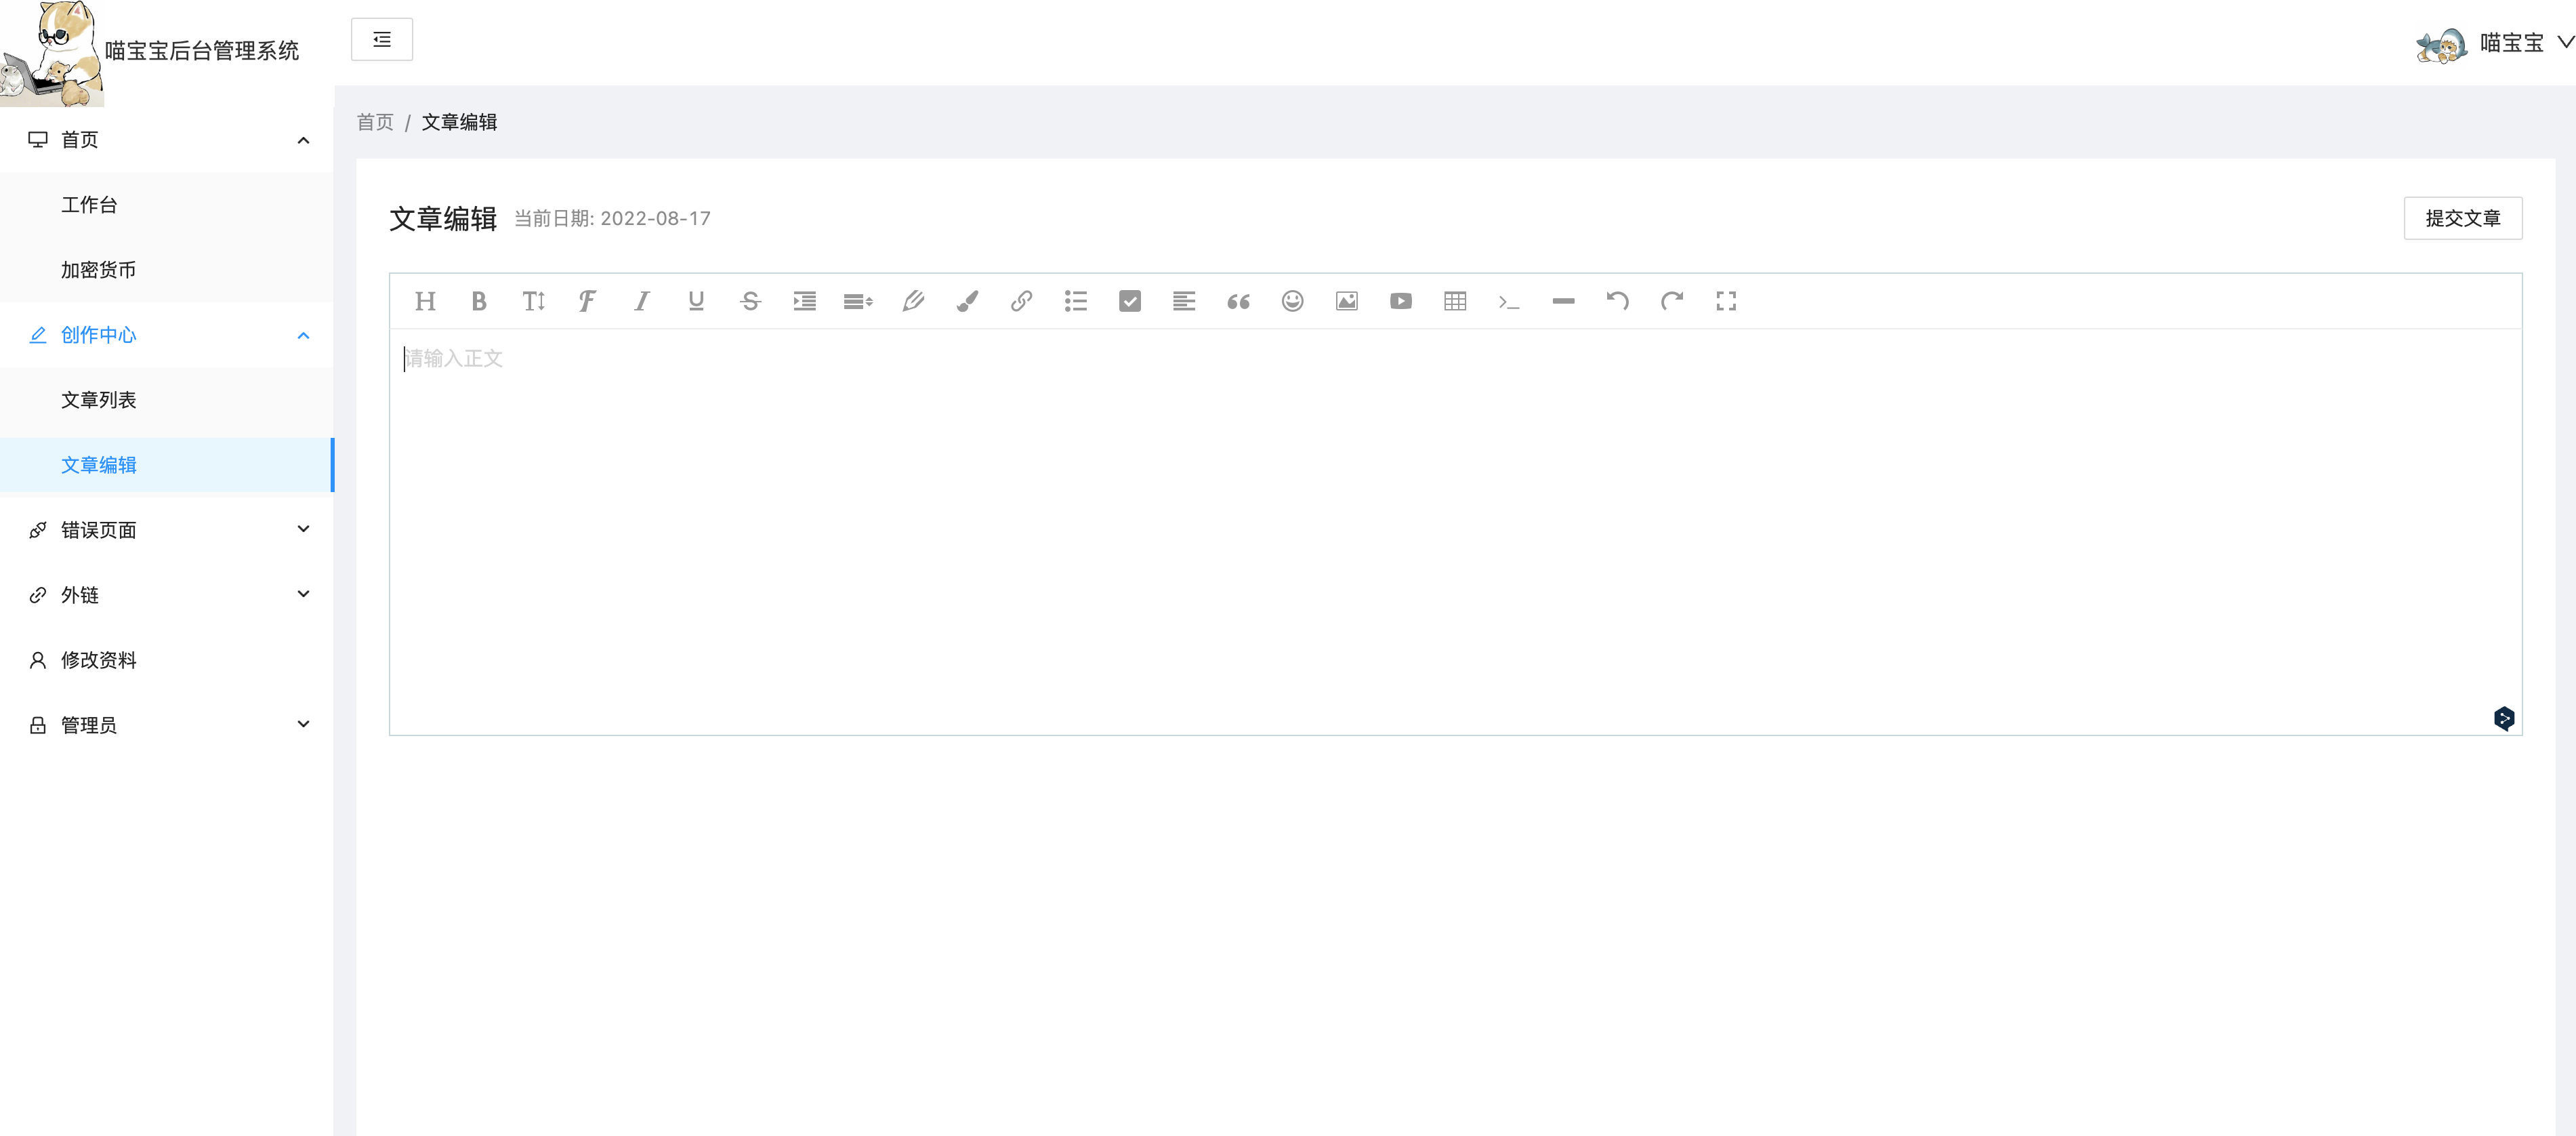 喵宝宝后台管理系统
喵宝宝
首页
工作台
加密货币
创作中心
文章列表
文章编辑
错误页面
外链
修改资料
管理员
首页 / 文章编辑
文章编辑 当前日期: 2022-08-17
提交文章
请输入正文